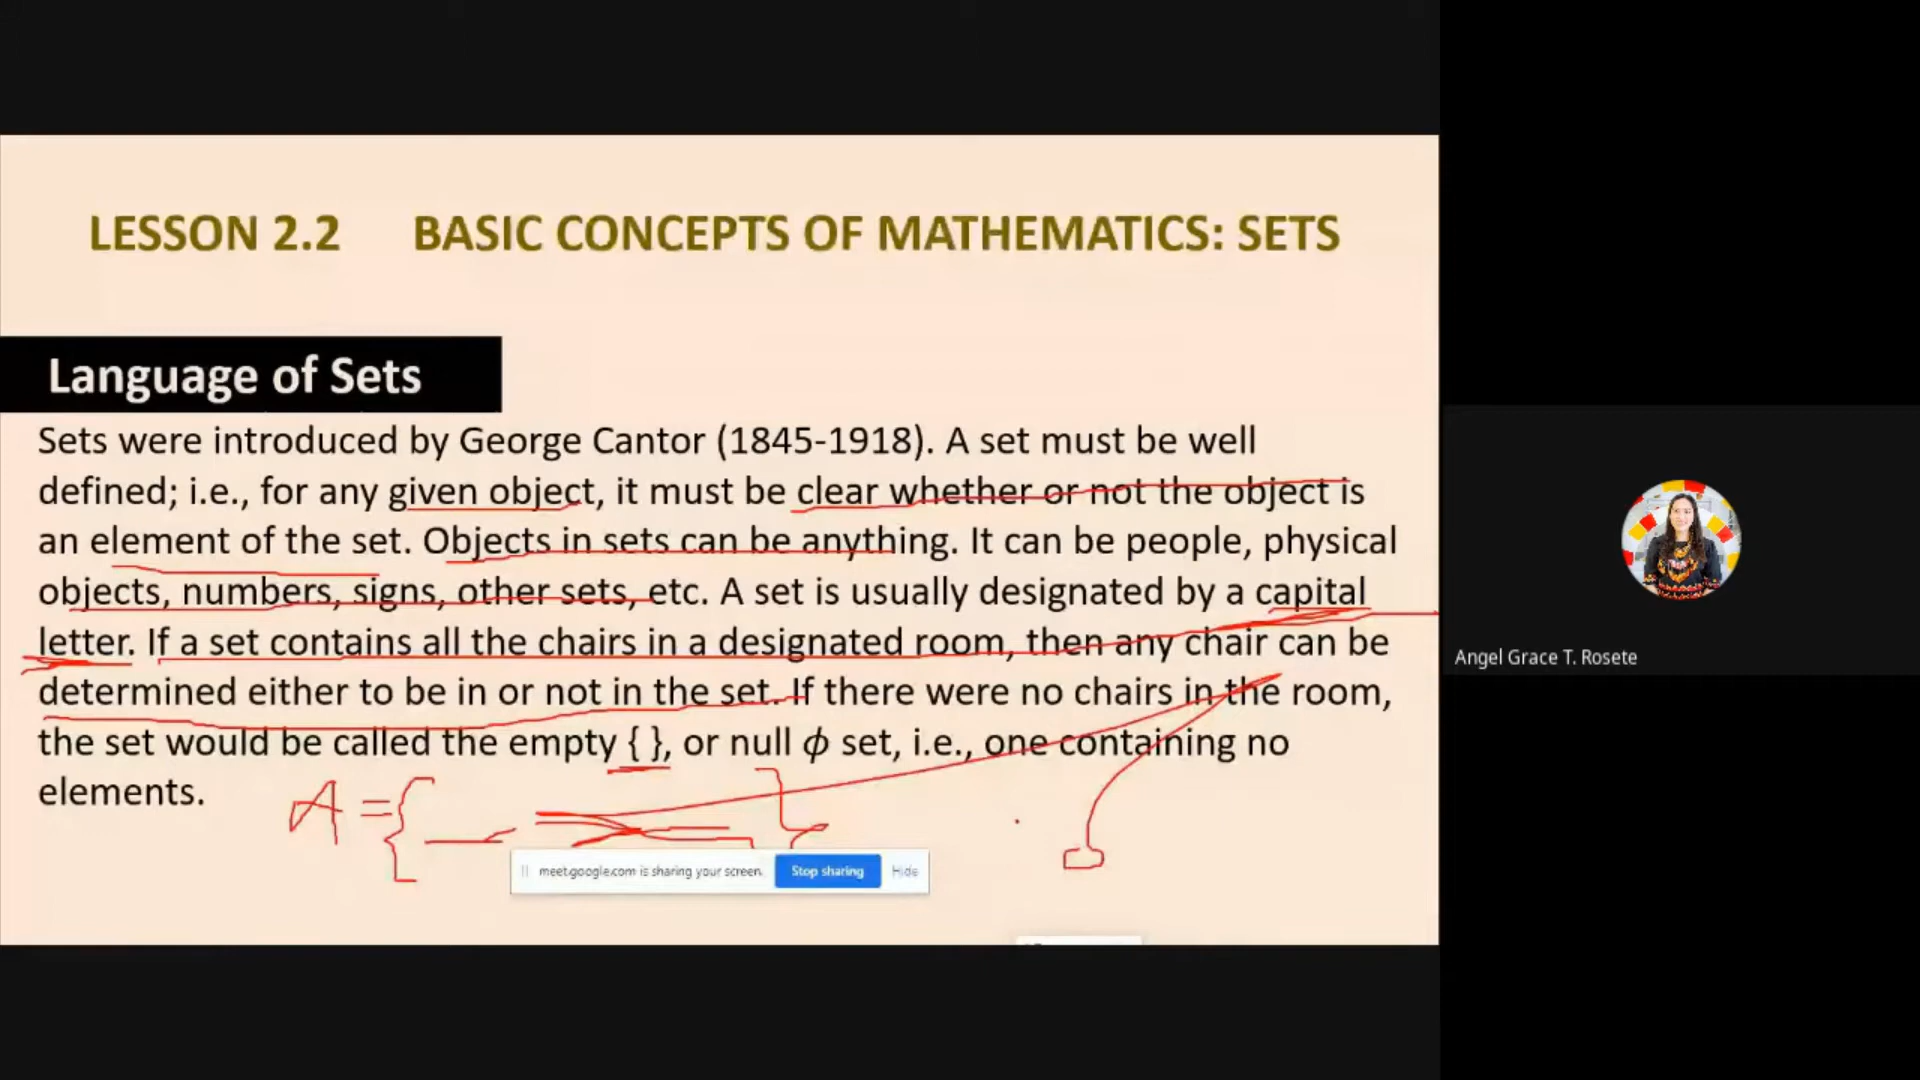 LESSON 2.2 BASIC CONCEPTS OF MATHEMATICS: SETS
Language of Sets
Sets were introduced by George Cantor (1845-1918). A set must be well
defined; i.e., for any given object, it must be clear whether or not the object is
an element of the set. Objects in sets can be anything. It can be people, physical
objects, numbers, signs, other sets, etc. A set is usually designated by a capital
letter. If a set contains all the chairs in a designated room, then any chair can be
determined either to be in or not in the set. If there were no chairs in the room,
the set would be called the empty { }, or null ϕ set, i.e., one containing no
elements.
A = { }
meet.google.com is sharing your screen. Stop sharing Hide
Angel Grace T. Rosete